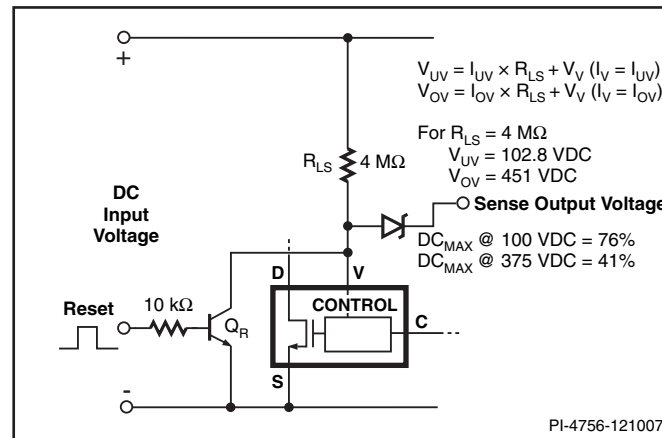 +
V_UV = I_UV × R_LS + V_V (I_V = I_UV)
V_OV = I_OV × R_LS + V_V (I_V = I_OV)
For R_LS = 4 MΩ
V_UV = 102.8 VDC
V_OV = 451 VDC
R_LS 4 MΩ
DC
Input
Voltage
Sense Output Voltage
DC_MAX @ 100 VDC = 76%
DC_MAX @ 375 VDC = 41%
D V
CONTROL
Reset 10 kΩ
Q_R
C
S
-
PI-4756-121007